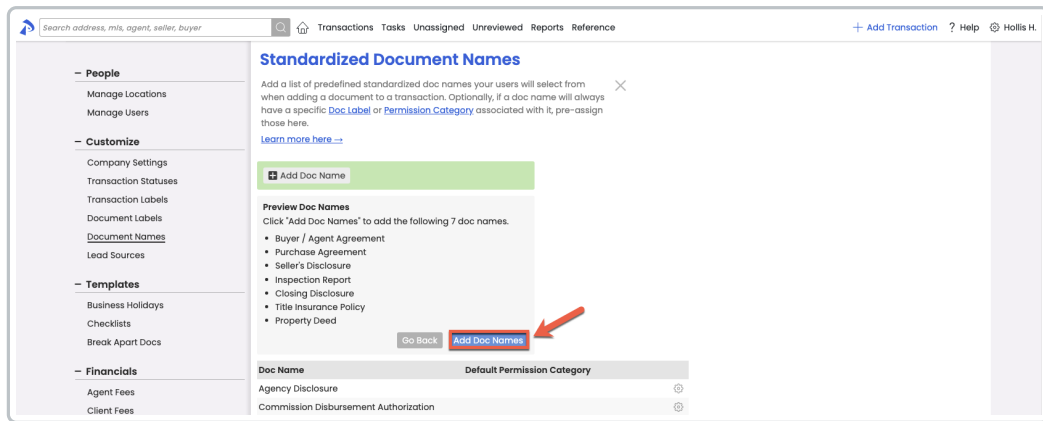 Search address, mls, agent, seller, buyer
Transactions Tasks Unassigned Unreviewed Reports Reference
+ Add Transaction ? Help Hollis H.
– People
Manage Locations
Manage Users
– Customize
Company Settings
Transaction Statuses
Transaction Labels
Document Labels
Document Names
Lead Sources
– Templates
Business Holidays
Checklists
Break Apart Docs
– Financials
Agent Fees
Client Fees
Standardized Document Names
Add a list of predefined standardized doc names your users will select from
when adding a document to a transaction. Optionally, if a doc name will always
have a specific Doc Label or Permission Category associated with it, pre-assign
those here.
Learn more here →
Add Doc Name
Preview Doc Names
Click "Add Doc Names" to add the following 7 doc names.
• Buyer / Agent Agreement
• Purchase Agreement
• Seller's Disclosure
• Inspection Report
• Closing Disclosure
• Title Insurance Policy
• Property Deed
Go Back Add Doc Names
Doc Name Default Permission Category
Agency Disclosure
Commission Disbursement Authorization